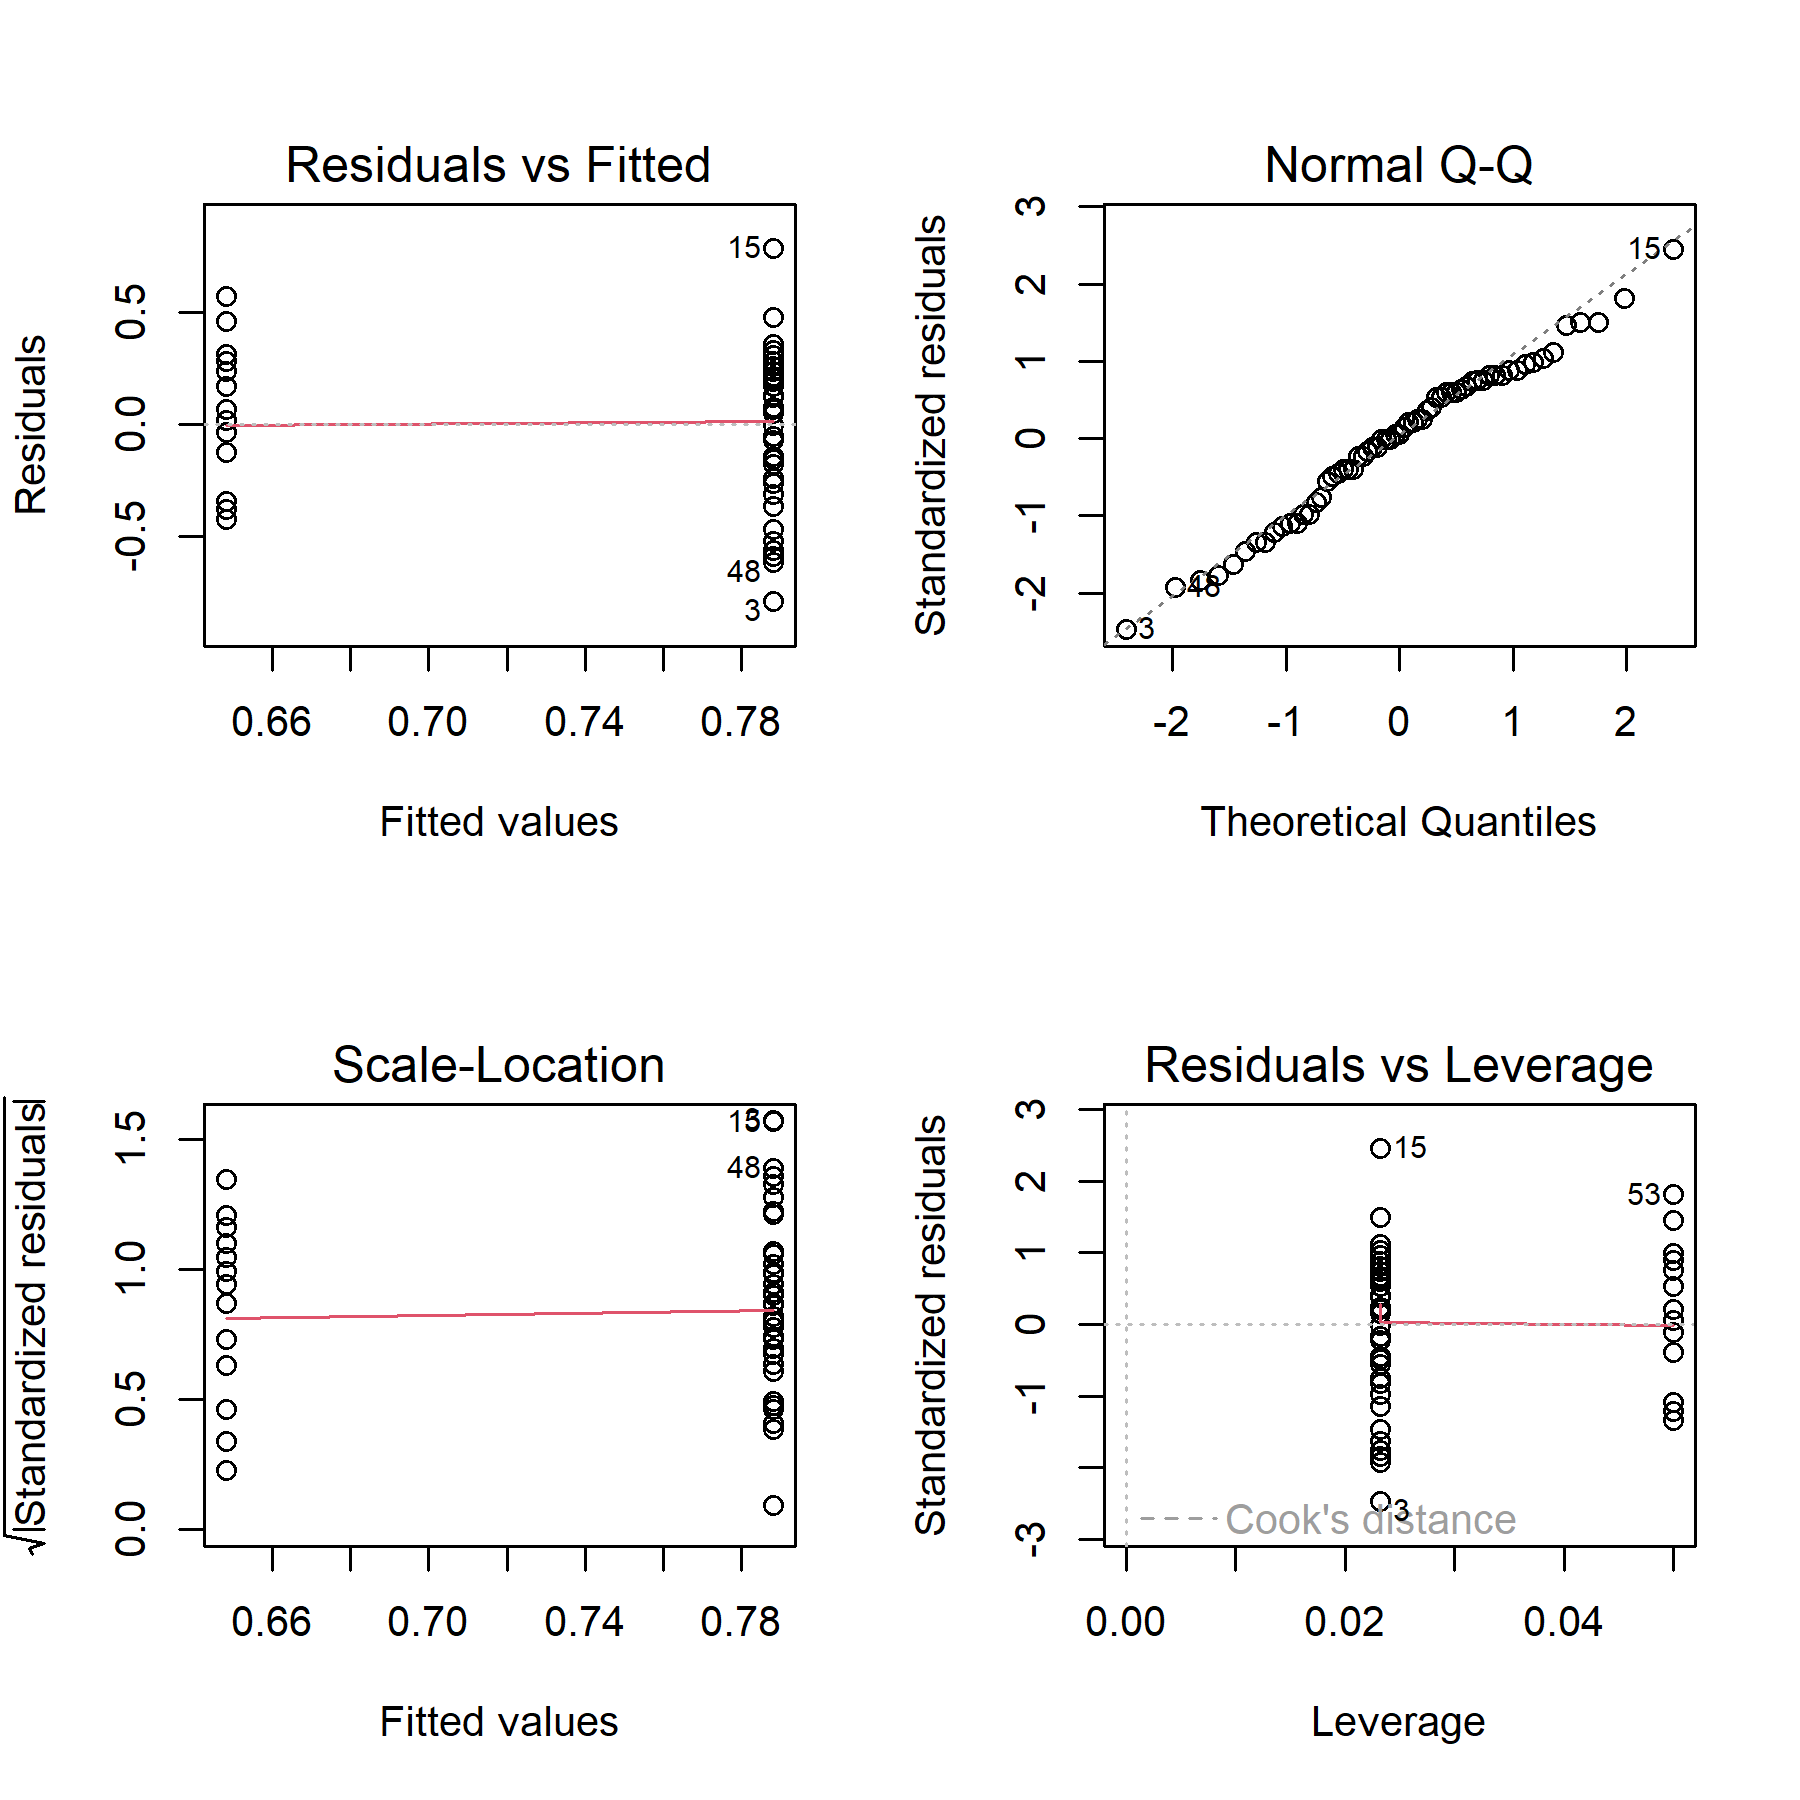 Residuals vs Fitted
Residuals
0.5
0.0
-0.5
15
48
3
0.66 0.70 0.74 0.78
Fitted values
Normal Q-Q
Standardized residuals
3
2
1
0
-1
-2
15
48
3
-2 -1 0 1 2
Theoretical Quantiles
Scale-Location
√|Standardized residuals|
1.5
1.0
0.5
0.0
15
3
48
0.66 0.70 0.74 0.78
Fitted values
Residuals vs Leverage
Standardized residuals
3
2
1
0
-1
-3
15
53
3
Cook's distance
0.00 0.02 0.04
Leverage